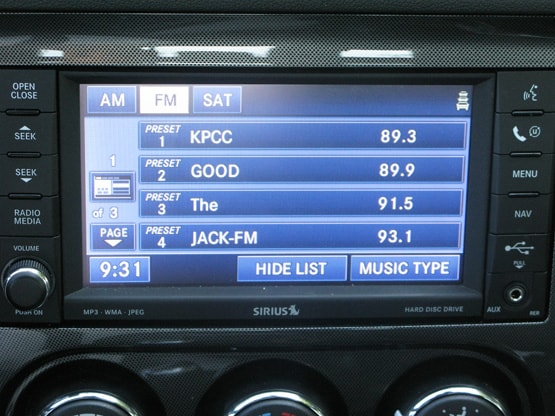 OPEN
CLOSE
SEEK
SEEK
RADIO
MEDIA
VOLUME
PUSH ON
AM FM SAT
1
of 3
PAGE
PRESET 1 KPCC 89.3
PRESET 2 GOOD 89.9
PRESET 3 The 91.5
PRESET 4 JACK-FM 93.1
9:31 HIDE LIST MUSIC TYPE
MP3 · WMA · JPEG SIRIUS HARD DISC DRIVE
MENU
NAV
PULL
AUX